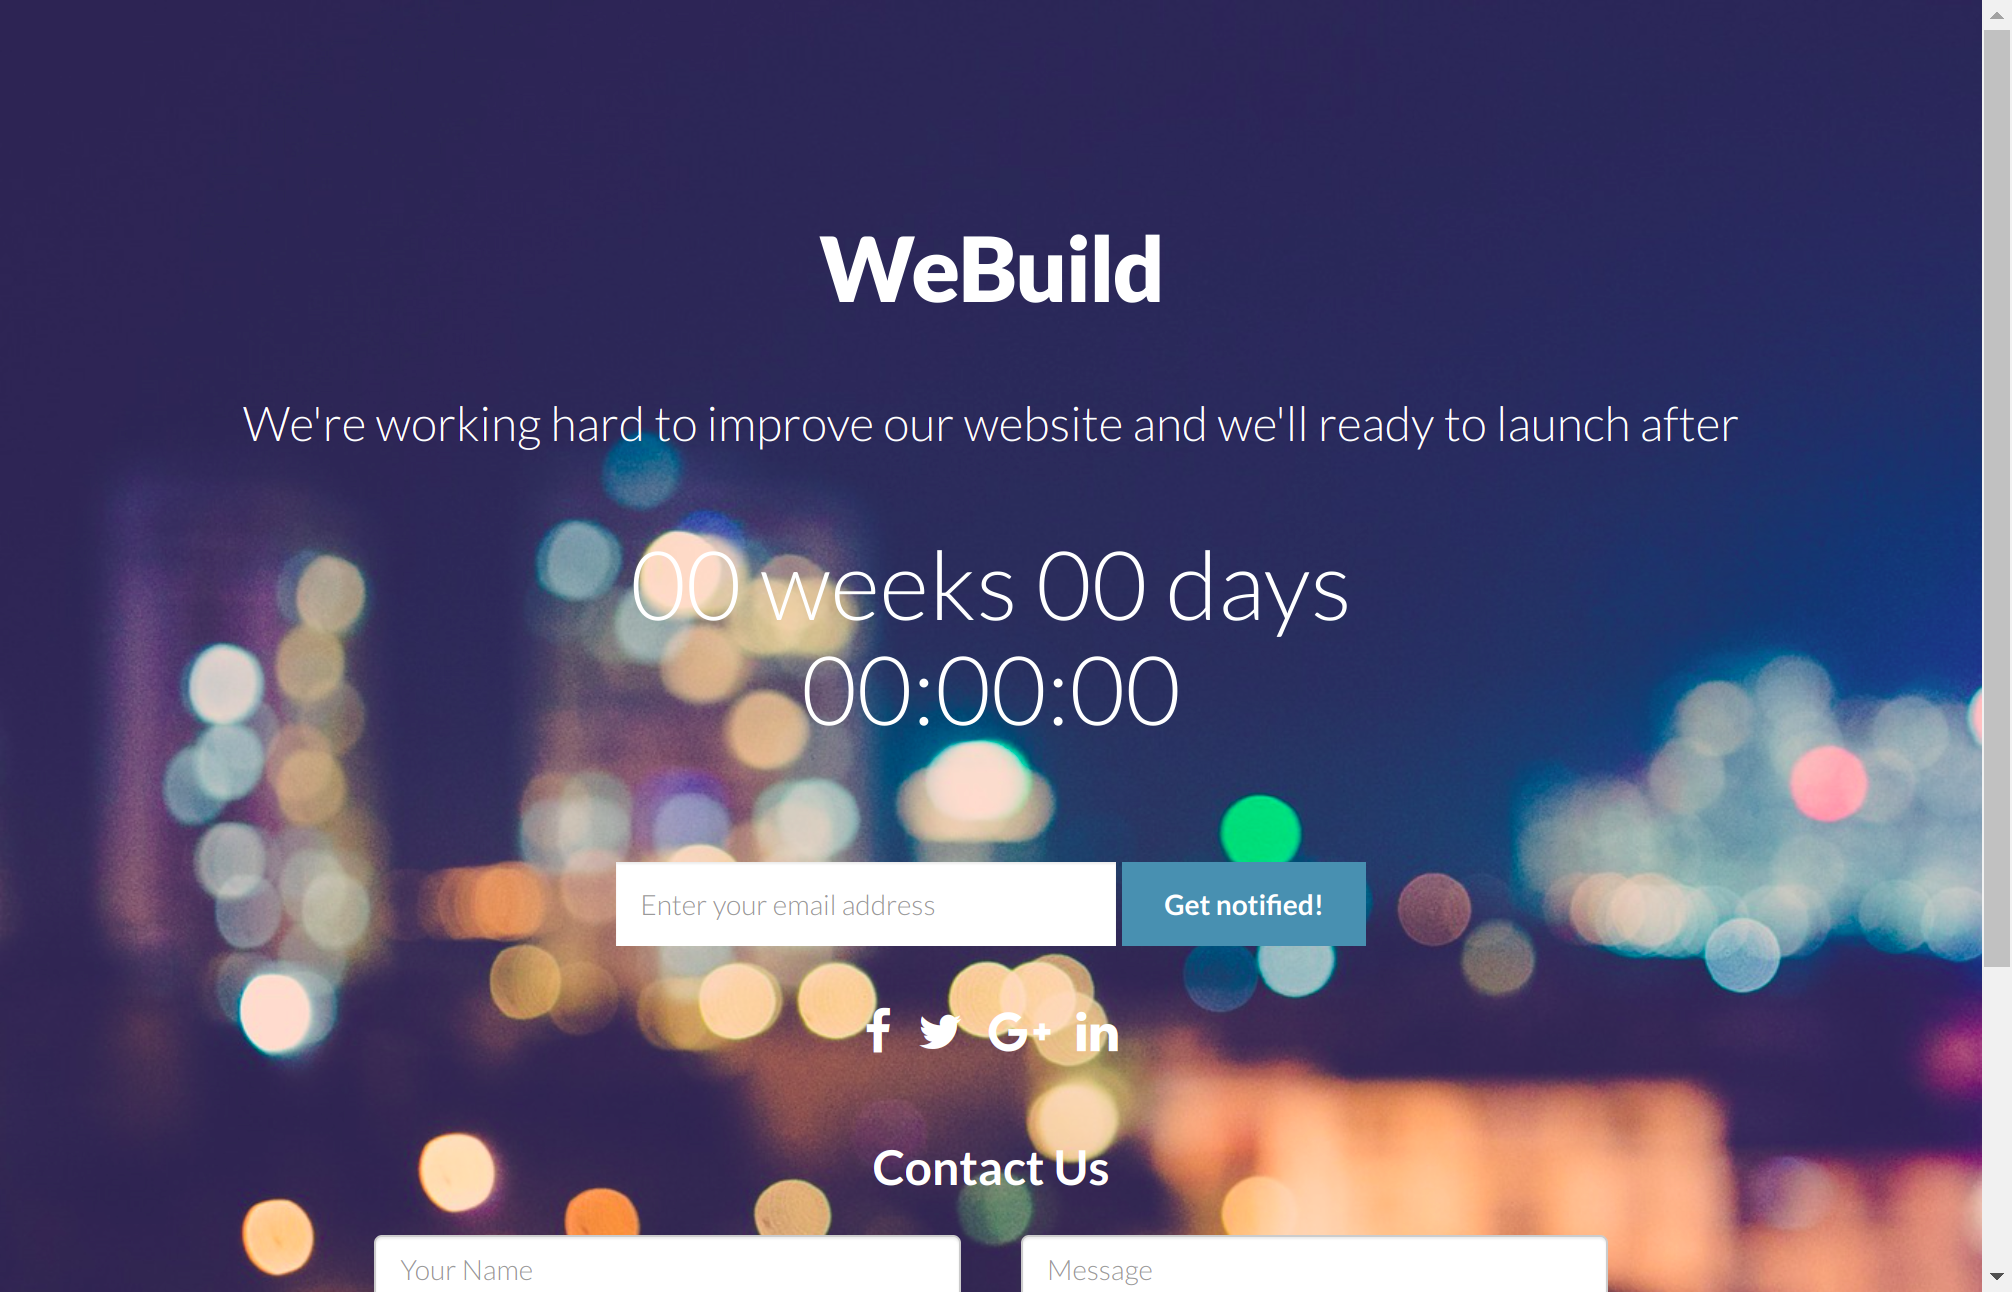 WeBuild
We're working hard to improve our website and we'll ready to launch after
00 weeks 00 days
00:00:00
Enter your email address
Get notified!
Contact Us
Your Name
Message